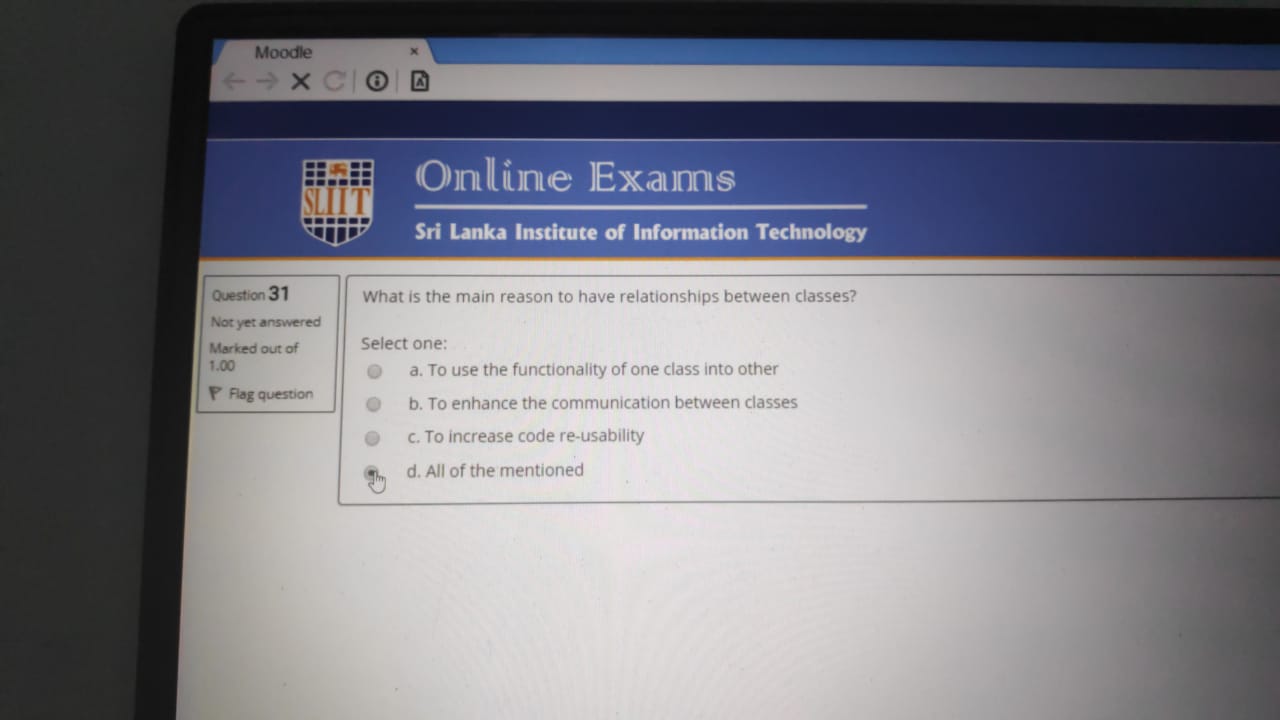 Moodle
Online Exams
SLIIT
Sri Lanka Institute of Information Technology
Question 31
Not yet answered
Marked out of
1.00
Flag question
What is the main reason to have relationships between classes?
Select one:
a. To use the functionality of one class into other
b. To enhance the communication between classes
c. To increase code re-usability
d. All of the mentioned